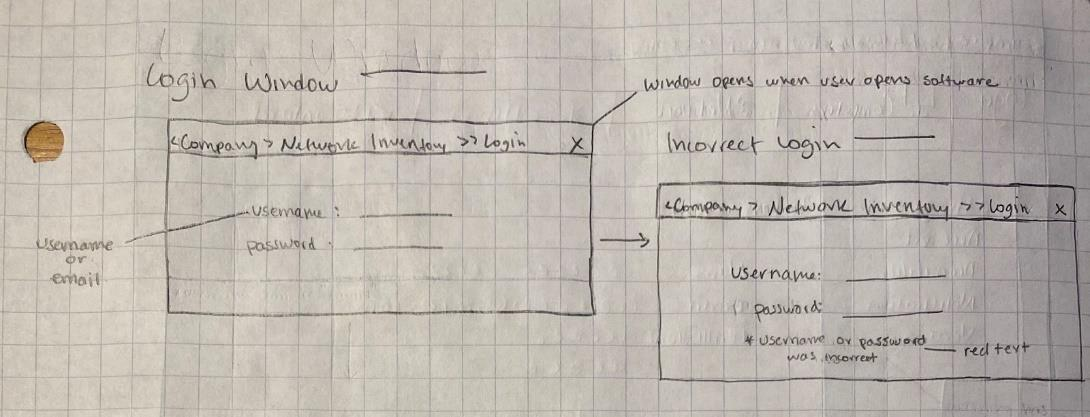 Login Window
<Company> Network Inventory >> Login X
username:
password:
username
or
email
window opens when user opens software
Incorrect Login
<Company> Network Inventory >> Login X
Username:
password:
* Username or password
was incorrect
red text